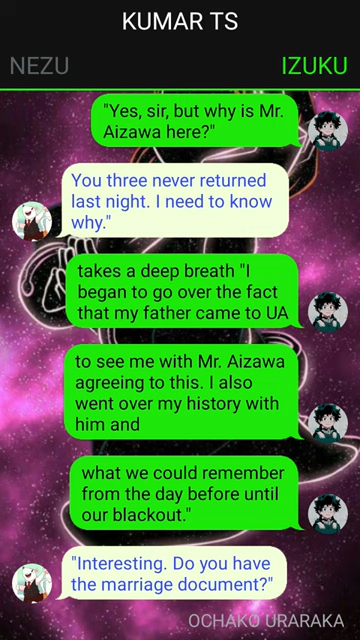 KUMAR TS
NEZU
IZUKU
"Yes, sir, but why is Mr.
Aizawa here?"
You three never returned
last night. I need to know
why."
takes a deep breath "I
began to go over the fact
that my father came to UA
to see me with Mr. Aizawa
agreeing to this. I also
went over my history with
him and
what we could remember
from the day before until
our blackout."
"Interesting. Do you have
the marriage document?"
OCHAKO URARAKA